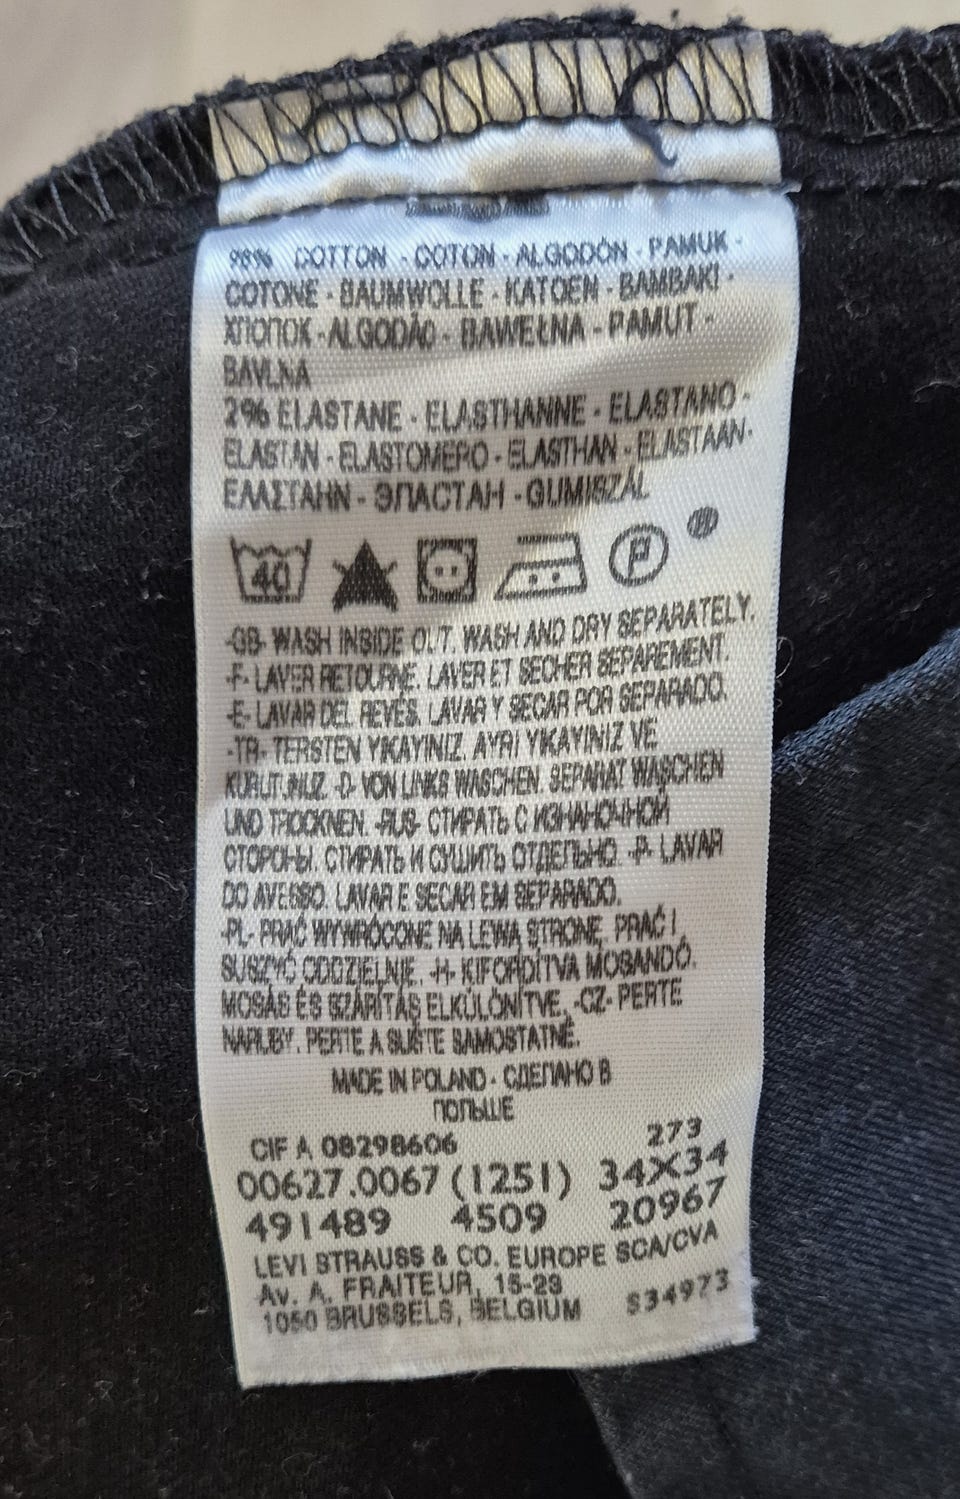 98% COTTON - COTON - ALGODÓN - PAMUK -
COTONE - BAUMWOLLE - KATOEN - BAMBAKI -
ХЛОПОК - ALGODÃO - BAWEŁNA - PAMUT -
BAVLNA
2% ELASTANE - ELASTHANNE - ELASTANO -
ELASTAN - ELASTOMERO - ELASTHAN - ELASTAAN-
ΕΛΑΣΤΑΗΝ - ЭЛАСТАН - GUMISZÁL
40 P ®
-GB- WASH INSIDE OUT. WASH AND DRY SEPARATELY.
-F- LAVER RETOURNE. LAVER ET SECHER SEPAREMENT.
-E- LAVAR DEL REVÉS. LAVAR Y SECAR POR SEPARADO.
-TR- TERSTEN YIKAYINIZ. AYRI YIKAYINIZ VE
KURUTUNUZ. -D- VON LINKS WASCHEN. SEPARAT WASCHEN
UND TROCKNEN. -RUS- СТИРАТЬ С ИЗНАНОЧНОЙ
СТОРОНЫ. СТИРАТЬ И СУШИТЬ ОТДЕЛЬНО. -P- LAVAR
DO AVESSO. LAVAR E SECAR EM SEPARADO.
-PL- PRAĆ WYWRÓCONE NA LEWĄ STRONĘ. PRAĆ I
SUSZYĆ ODDZIELNIE. -H- KIFORDÍTVA MOSANDÓ.
MOSÁS ÉS SZÁRÍTÁS ELKÜLÖNÍTVE. -CZ- PERTE
NARUBY. PERTE A SUŠTE SAMOSTATNĚ.
MADE IN POLAND - СДЕЛАНО В
ПОЛЬШЕ
CIF A 08298606 273
00627.0067 (1251) 34X34
491489 4509 20967
LEVI STRAUSS & CO. EUROPE SCA/CVA
Av. A. FRAITEUR, 15-23
1050 BRUSSELS, BELGIUM S34973